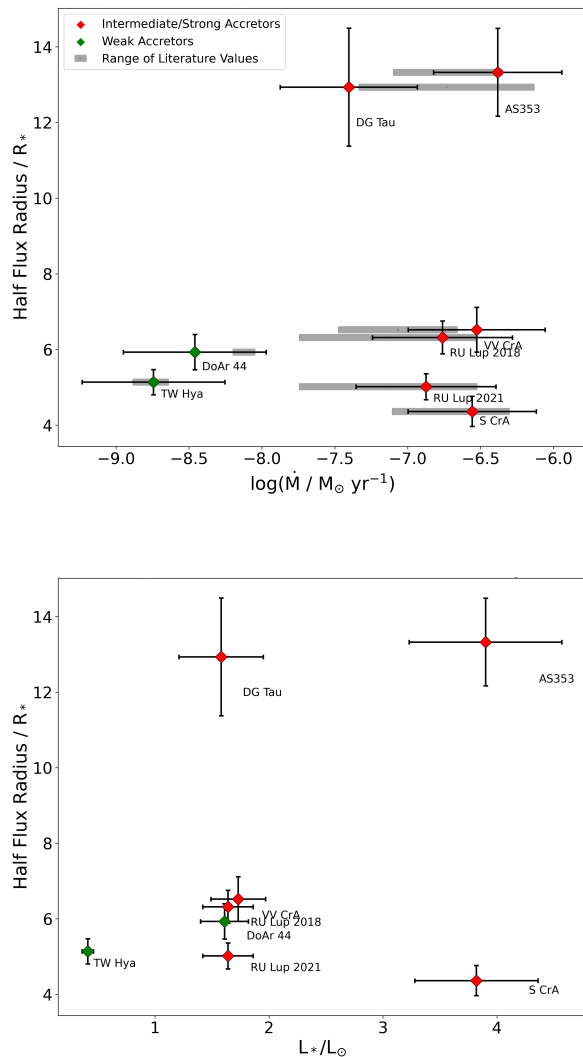 Intermediate/Strong Accretors
Weak Accretors
Range of Literature Values
14
12
10
8
6
4
Half Flux Radius / R*
DG Tau
AS353
VV CrA
RU Lup 2018
DoAr 44
TW Hya
RU Lup 2021
S CrA
−9.0 −8.5 −8.0 −7.5 −7.0 −6.5 −6.0
log(Ṁ / M⊙ yr⁻¹)
14
12
10
8
6
4
Half Flux Radius / R*
DG Tau
AS353
VV CrA
RU Lup 2018
DoAr 44
TW Hya
RU Lup 2021
S CrA
1 2 3 4
L*/L⊙